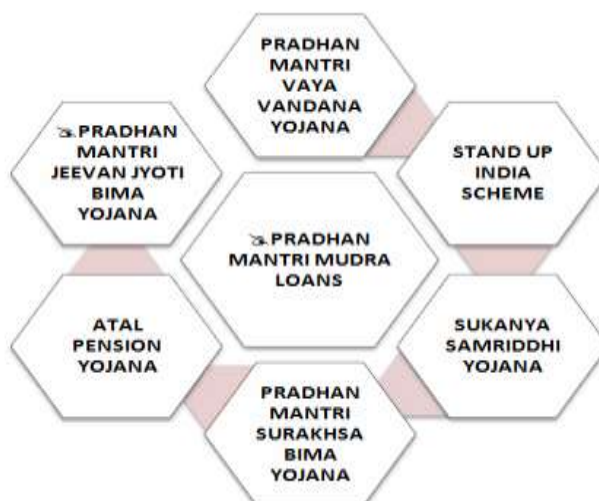 PRADHAN
MANTRI
VAYA
VANDANA
YOJANA
STAND UP
INDIA
SCHEME
SUKANYA
SAMRIDDHI
YOJANA
PRADHAN
MANTRI
SURAKHSA
BIMA
YOJANA
ATAL
PENSION
YOJANA
PRADHAN
MANTRI
JEEVAN JYOTI
BIMA
YOJANA
PRADHAN
MANTRI MUDRA
LOANS